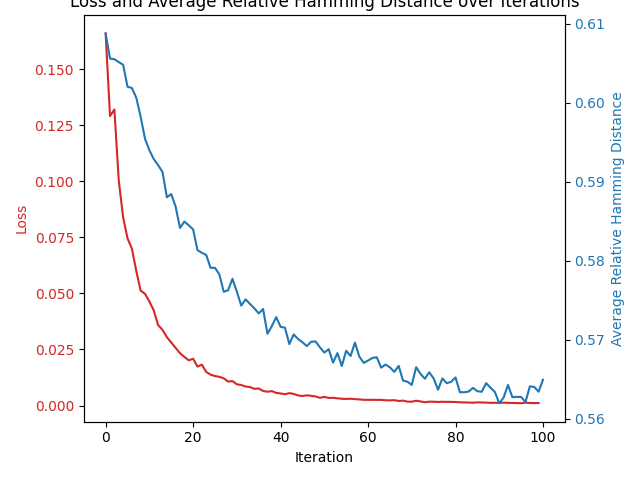 Loss and Average Relative Hamming Distance over Iterations
0.150
0.125
0.100
0.075
0.050
0.025
0.000
Loss
0.61
0.60
0.59
0.58
0.57
0.56
Average Relative Hamming Distance
0 20 40 60 80 100
Iteration